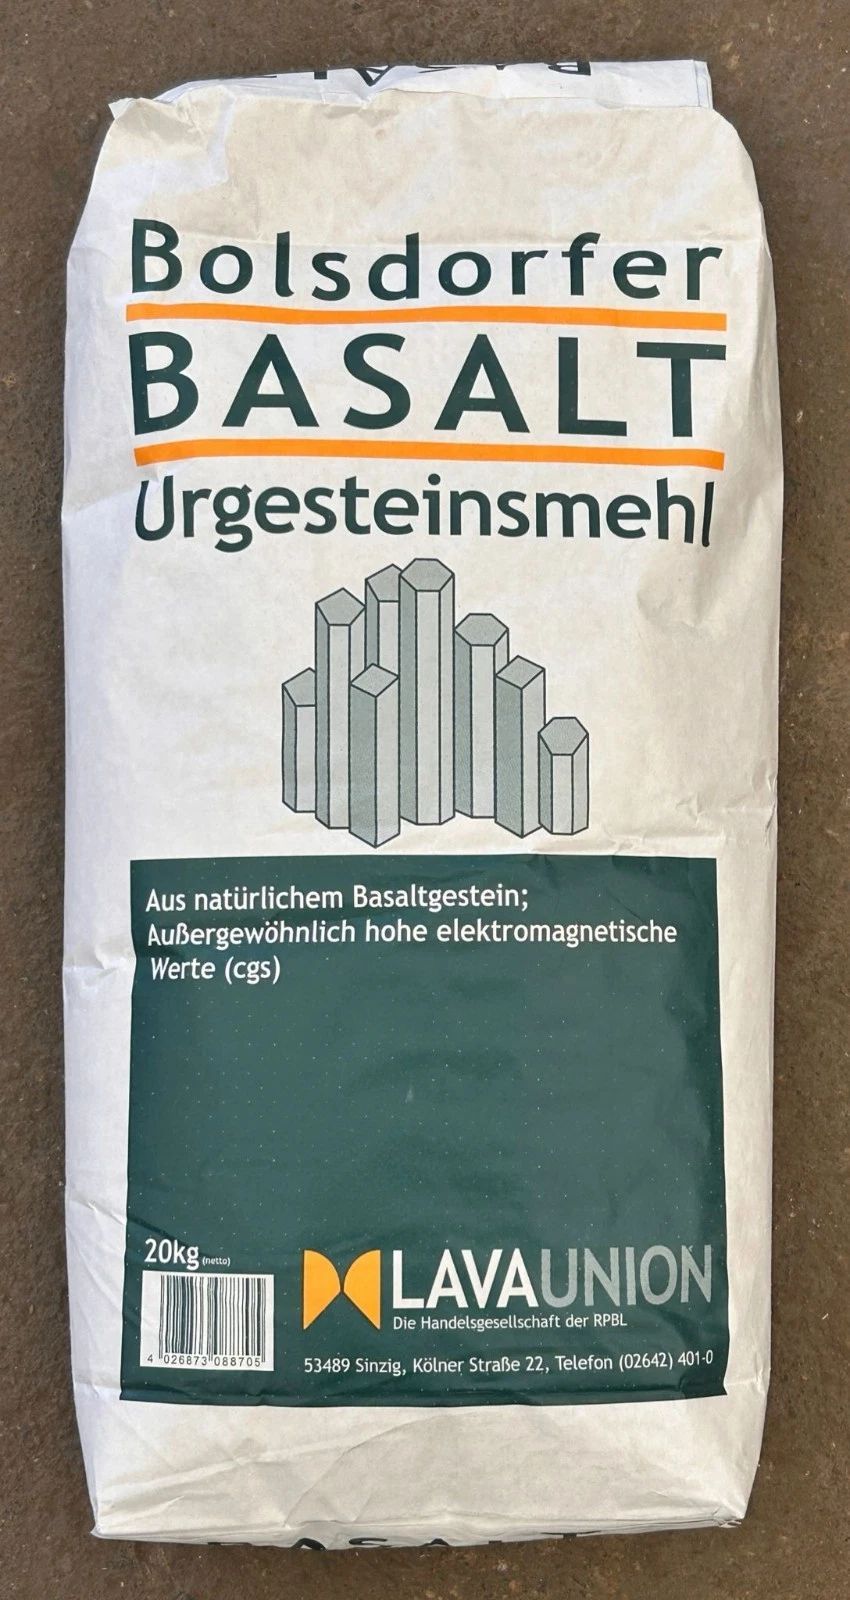 Bolsdorfer
BASALT
Urgesteinsmehl
Aus natürlichem Basaltgestein;
Außergewöhnlich hohe elektromagnetische
Werte (cgs)
20kg (netto)
LAVAUNION
Die Handelsgesellschaft der RPBL
4 026873 088705
53489 Sinzig, Kölner Straße 22, Telefon (02642) 401-0